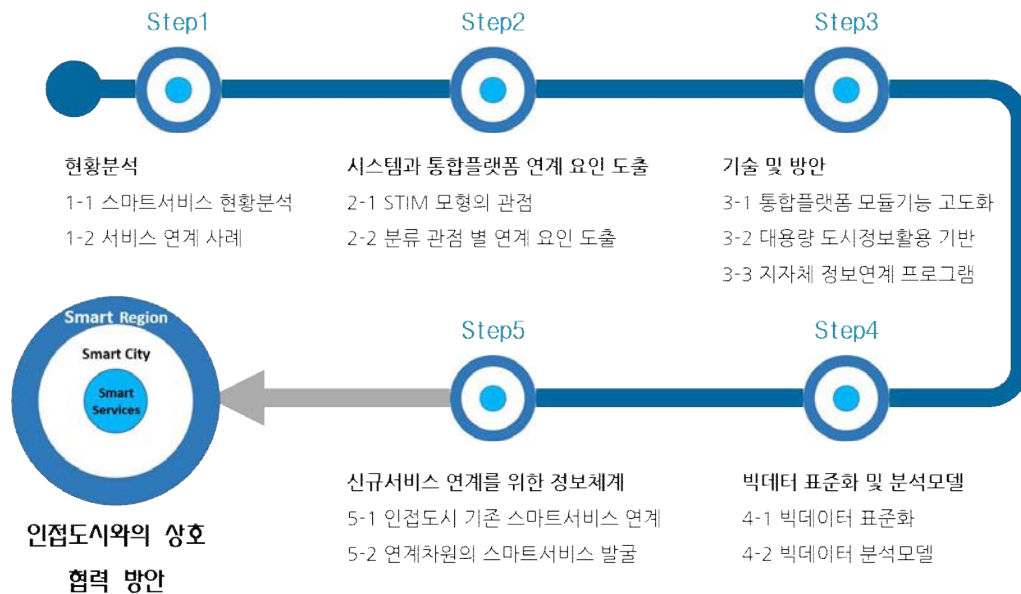 Step1
현황분석
1-1 스마트서비스 현황분석
1-2 서비스 연계 사례
Step2
시스템과 통합플랫폼 연계 요인 도출
2-1 STIM 모형의 관점
2-2 분류 관점 별 연계 요인 도출
Step3
기술 및 방안
3-1 통합플랫폼 모듈기능 고도화
3-2 대용량 도시정보활용 기반
3-3 지자체 정보연계 프로그램
Step4
빅데터 표준화 및 분석모델
4-1 빅데이터 표준화
4-2 빅데이터 분석모델
Step5
신규서비스 연계를 위한 정보체계
5-1 인접도시 기존 스마트서비스 연계
5-2 연계차원의 스마트서비스 발굴
Smart Region
Smart City
Smart
Services
인접도시와의 상호
협력 방안